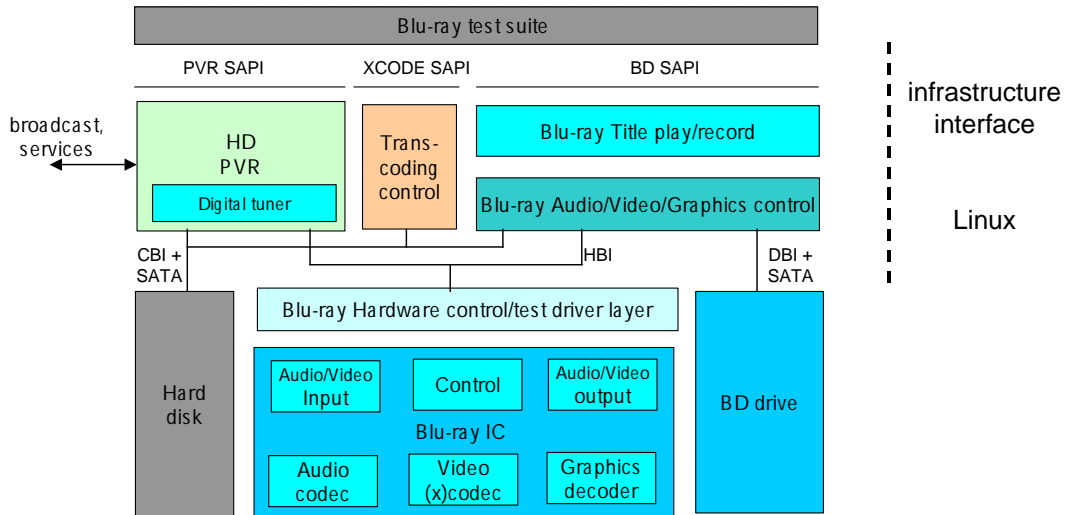 Blu-ray test suite
PVR SAPI
XCODE SAPI
BD SAPI
infrastructure
interface
broadcast,
services
HD
PVR
Digital tuner
Trans-
coding
control
Blu-ray Title play/record
Blu-ray Audio/Video/Graphics control
Linux
CBI +
SATA
HBI
DBI +
SATA
Blu-ray Hardware control/test driver layer
Hard
disk
Audio/Video
Input
Control
Audio/Video
output
Blu-ray IC
Audio
codec
Video
(x)codec
Graphics
decoder
BD drive